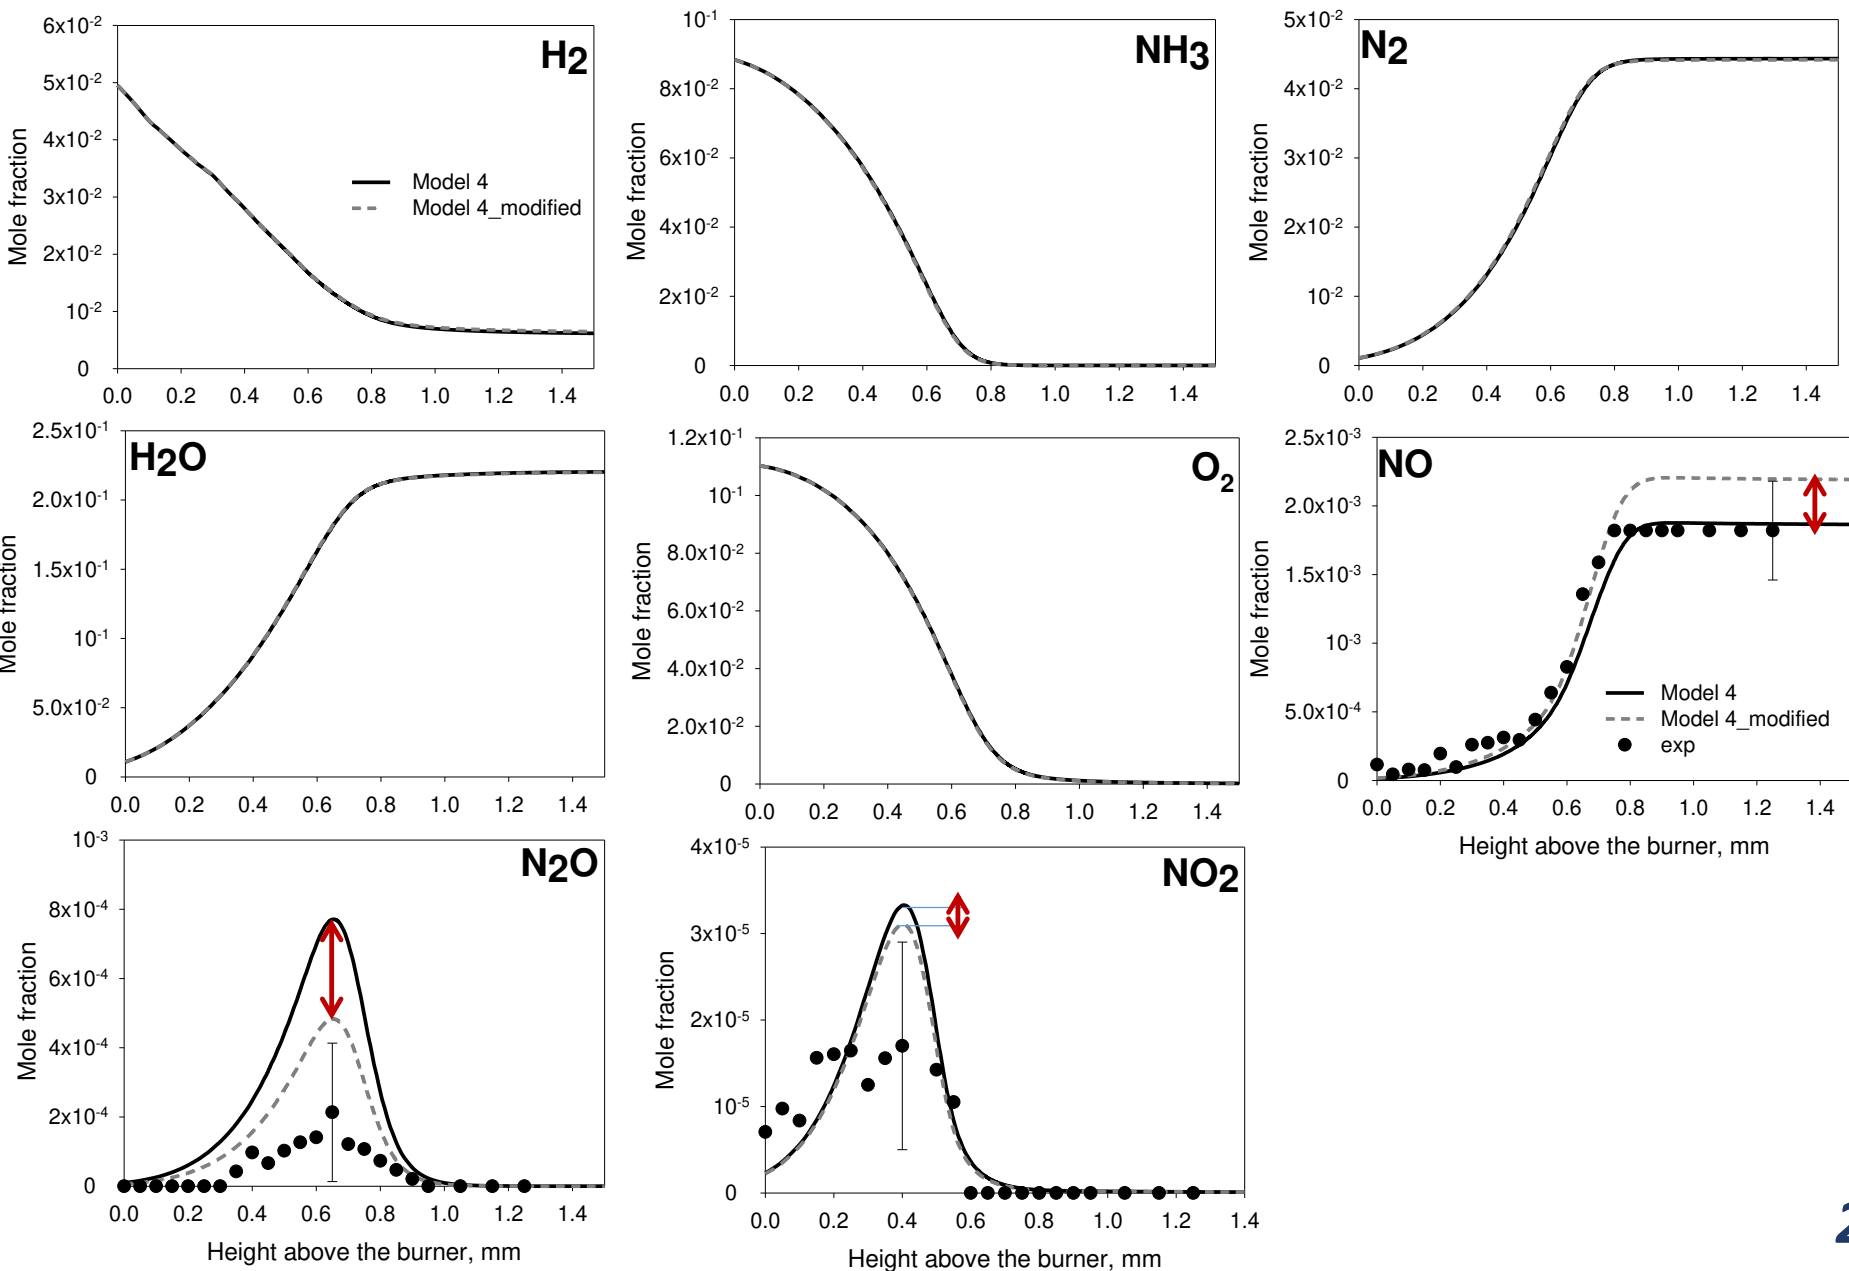 H2
Mole fraction
6x10-2
5x10-2
4x10-2
3x10-2
2x10-2
10-2
0
0.0 0.2 0.4 0.6 0.8 1.0 1.2 1.4
Model 4
Model 4_modified
NH3
Mole fraction
10-1
8x10-2
6x10-2
4x10-2
2x10-2
0
0.0 0.2 0.4 0.6 0.8 1.0 1.2 1.4
N2
Mole fraction
5x10-2
4x10-2
3x10-2
2x10-2
10-2
0
0.0 0.2 0.4 0.6 0.8 1.0 1.2 1.4
H2O
Mole fraction
2.5x10-1
2.0x10-1
1.5x10-1
10-1
5.0x10-2
0
0.0 0.2 0.4 0.6 0.8 1.0 1.2 1.4
O2
Mole fraction
1.2x10-1
10-1
8.0x10-2
6.0x10-2
4.0x10-2
2.0x10-2
0
0.0 0.2 0.4 0.6 0.8 1.0 1.2 1.4
NO
Mole fraction
2.5x10-3
2.0x10-3
1.5x10-3
10-3
5.0x10-4
0
0.0 0.2 0.4 0.6 0.8 1.0 1.2 1.4
Model 4
Model 4_modified
exp
Height above the burner, mm
N2O
Mole fraction
10-3
8x10-4
6x10-4
4x10-4
2x10-4
0
0.0 0.2 0.4 0.6 0.8 1.0 1.2 1.4
Height above the burner, mm
NO2
Mole fraction
4x10-5
3x10-5
2x10-5
10-5
0
0.0 0.2 0.4 0.6 0.8 1.0 1.2 1.4
Height above the burner, mm